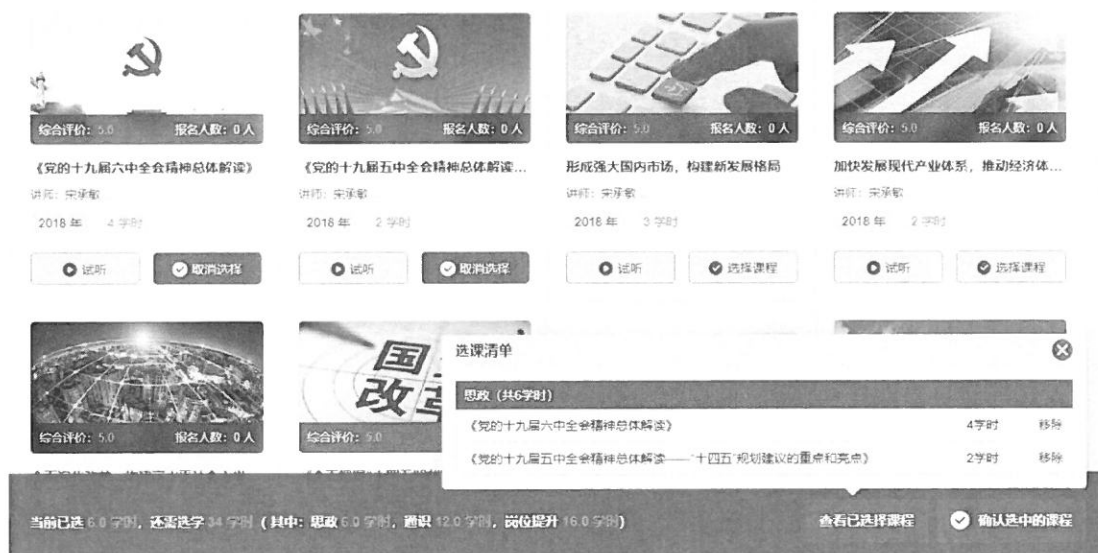 综合评价：5.0 报名人数：0人
综合评价：5.0 报名人数：0人
综合评价：5.0 报名人数：0人
综合评价：5.0 报名人数：0人
《党的十九届六中全会精神总体解读》
《党的十九届五中全会精神总体解读...
形成强大国内市场，构建新发展格局
加快发展现代产业体系，推动经济体...
讲师：宋承敏
讲师：宋承敏
讲师：宋承敏
讲师：宋承敏
2018 年 4 学时
2018 年 2 学时
2018 年 3 学时
2018 年 2 学时
试听 取消选择
试听 取消选择
试听 选择课程
试听 选择课程
国
改革
综合评价：5.0 报名人数：0人
综合评价：5.0
选课清单
思政（共6学时）
《党的十九届六中全会精神总体解读》 4学时 移除
《党的十九届五中全会精神总体解读——“十四五”规划建议的重点和亮点》 2学时 移除
当前已选 6.0 学时，还需选学 34 学时（其中：思政 6.0 学时，通识 12.0 学时，岗位提升 16.0 学时）
查看已选择课程 确认选中的课程